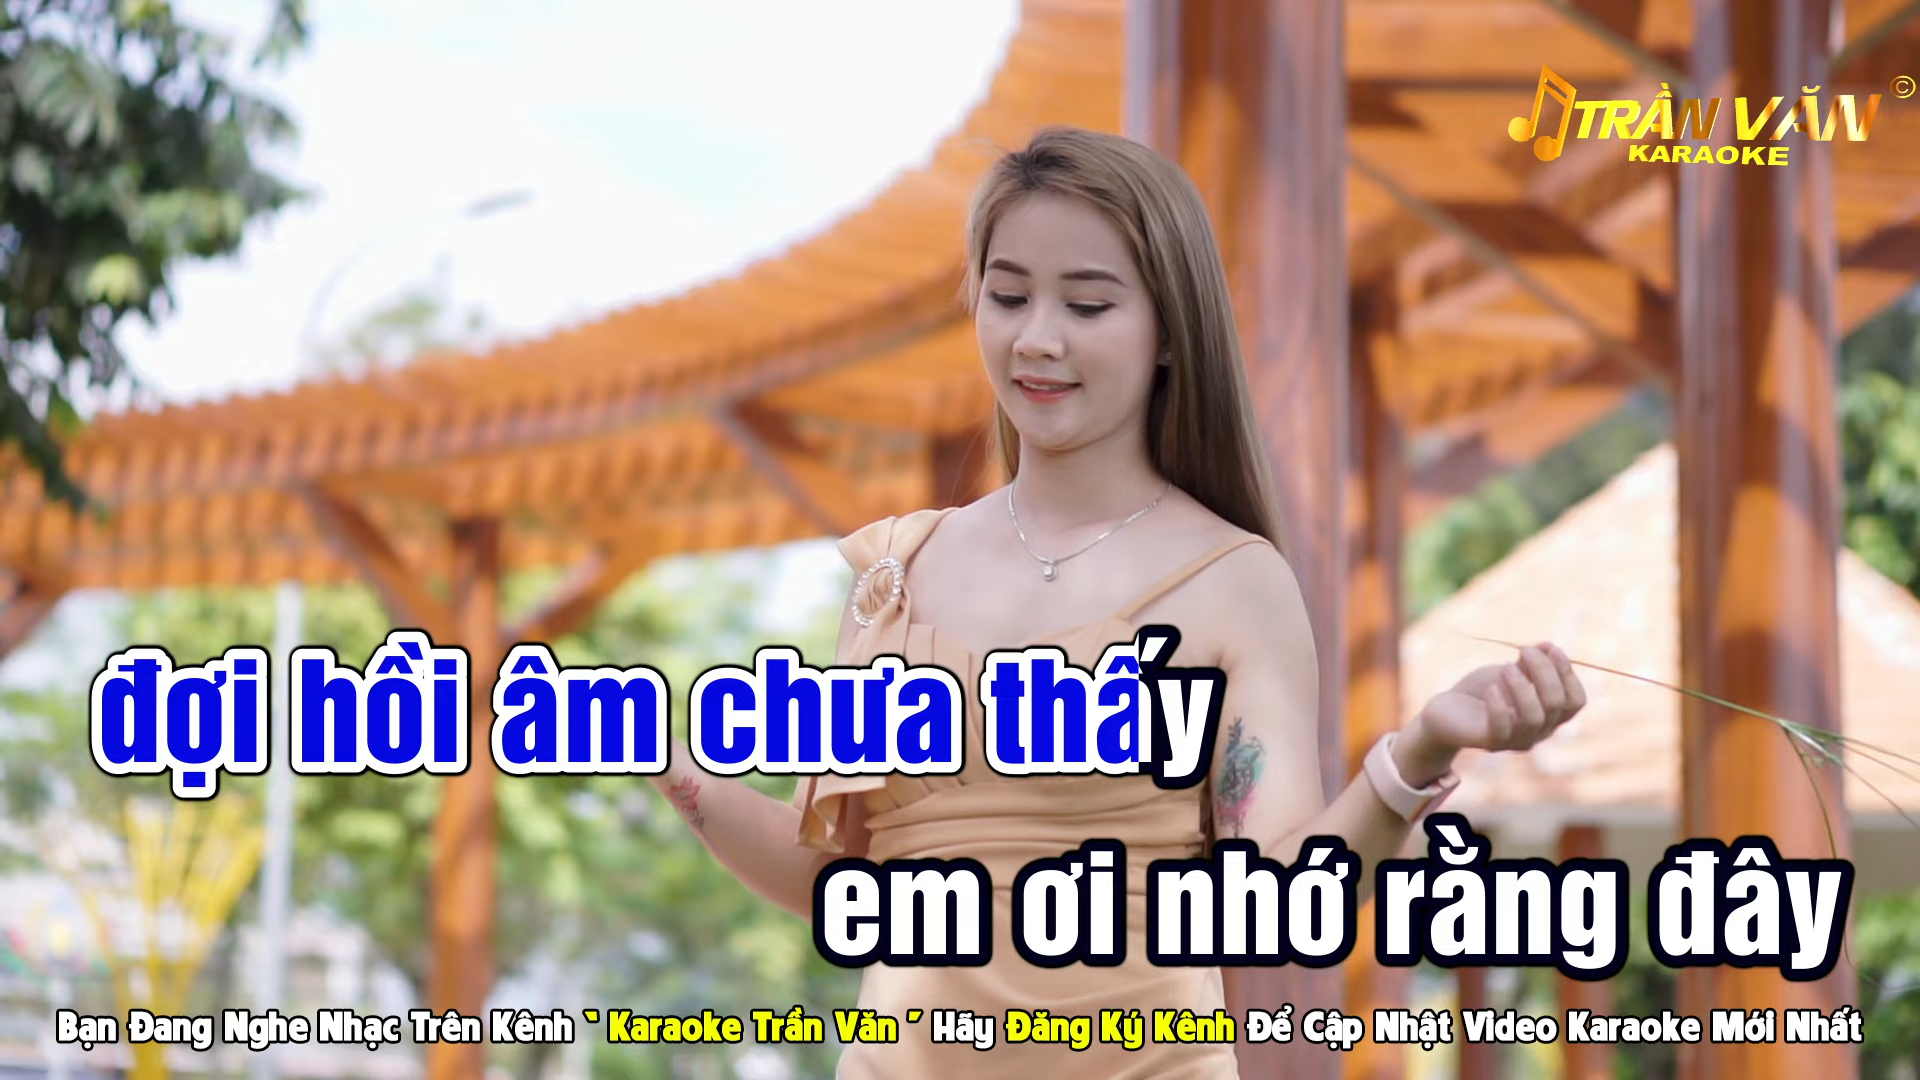 TRẦN VĂN ©
KARAOKE
đợi hồi âm chưa thấy
em ơi nhớ rằng đây
Bạn Đang Nghe Nhạc Trên Kênh ` Karaoke Trần Văn ´ Hãy Đăng Ký Kênh Để Cập Nhật Video Karaoke Mới Nhất